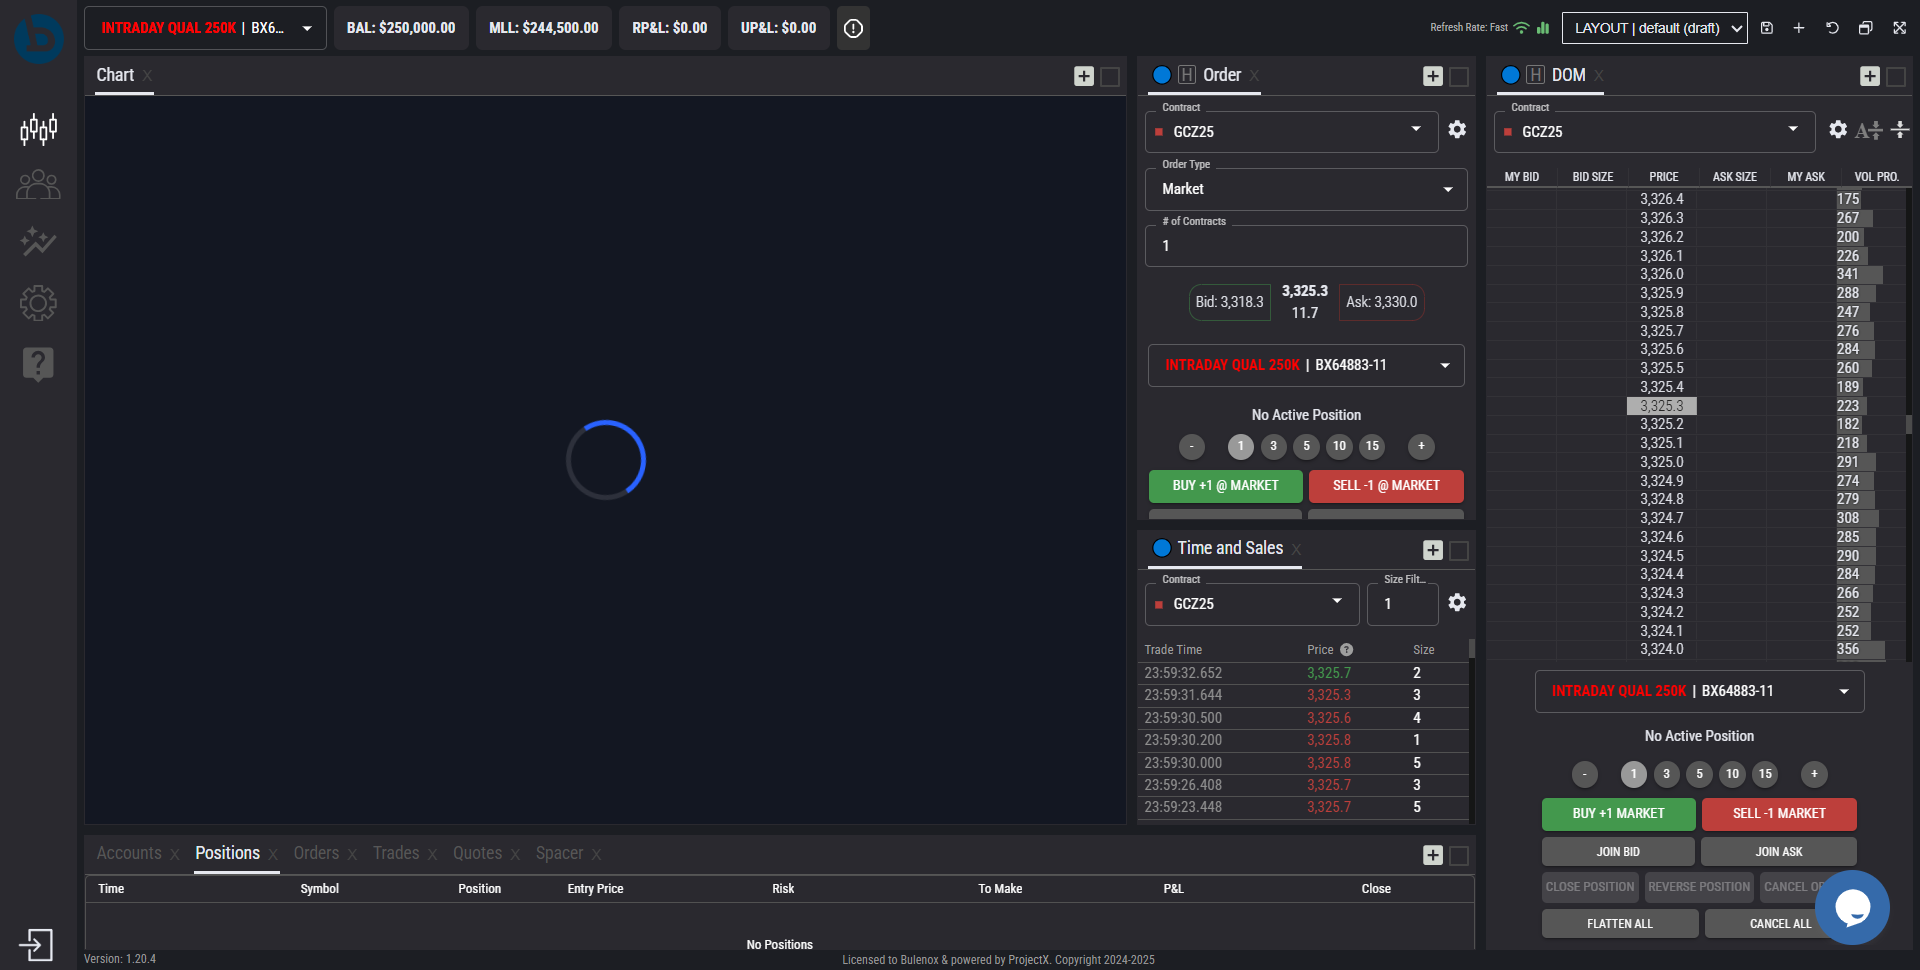 INTRADAY QUAL 250K | BX6...
BAL: $250,000.00
MLL: $244,500.00
RP&L: $0.00
UP&L: $0.00
Refresh Rate: Fast
LAYOUT | default (draft)
Chart X
H Order X
Contract
GCZ25
Order Type
Market
# of Contracts
1
Bid: 3,318.3
3,325.3
11.7
Ask: 3,330.0
INTRADAY QUAL 250K | BX64883-11
No Active Position
- 1 3 5 10 15 +
BUY +1 @ MARKET
SELL -1 @ MARKET
Time and Sales X
Contract
GCZ25
Size Filt...
1
Trade Time Price ? Size
23:59:32.652 3,325.7 2
23:59:31.644 3,325.3 3
23:59:30.500 3,325.6 4
23:59:30.200 3,325.8 1
23:59:30.000 3,325.8 5
23:59:26.408 3,325.7 3
23:59:23.448 3,325.7 5
H DOM X
Contract
GCZ25
A
MY BID BID SIZE PRICE ASK SIZE MY ASK VOL PRO.
3,326.4 175
3,326.3 267
3,326.2 200
3,326.1 226
3,326.0 341
3,325.9 288
3,325.8 247
3,325.7 276
3,325.6 284
3,325.5 260
3,325.4 189
3,325.3 223
3,325.2 182
3,325.1 218
3,325.0 291
3,324.9 274
3,324.8 279
3,324.7 308
3,324.6 285
3,324.5 290
3,324.4 284
3,324.3 266
3,324.2 252
3,324.1 252
3,324.0 356
INTRADAY QUAL 250K | BX64883-11
No Active Position
- 1 3 5 10 15 +
BUY +1 MARKET
SELL -1 MARKET
JOIN BID
JOIN ASK
CLOSE POSITION
REVERSE POSITION
CANCEL
FLATTEN ALL
CANCEL ALL
Accounts X Positions X Orders X Trades X Quotes X Spacer X
Time Symbol Position Entry Price Risk To Make P&L Close
No Positions
Version: 1.20.4
Licensed to Bulenox & powered by ProjectX. Copyright 2024-2025